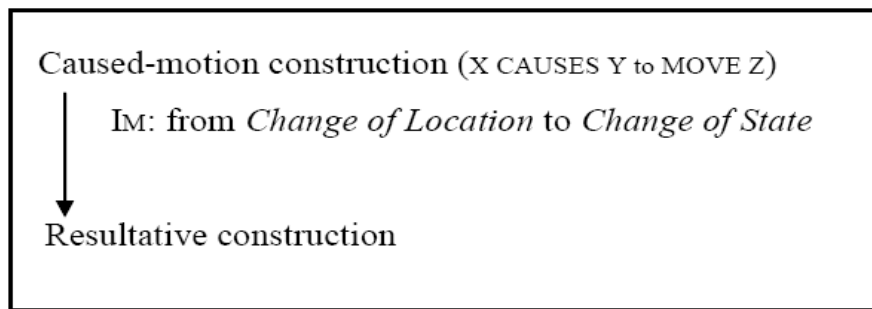 Caused-motion construction (X CAUSES Y to MOVE Z)
IM: from Change of Location to Change of State
Resultative construction